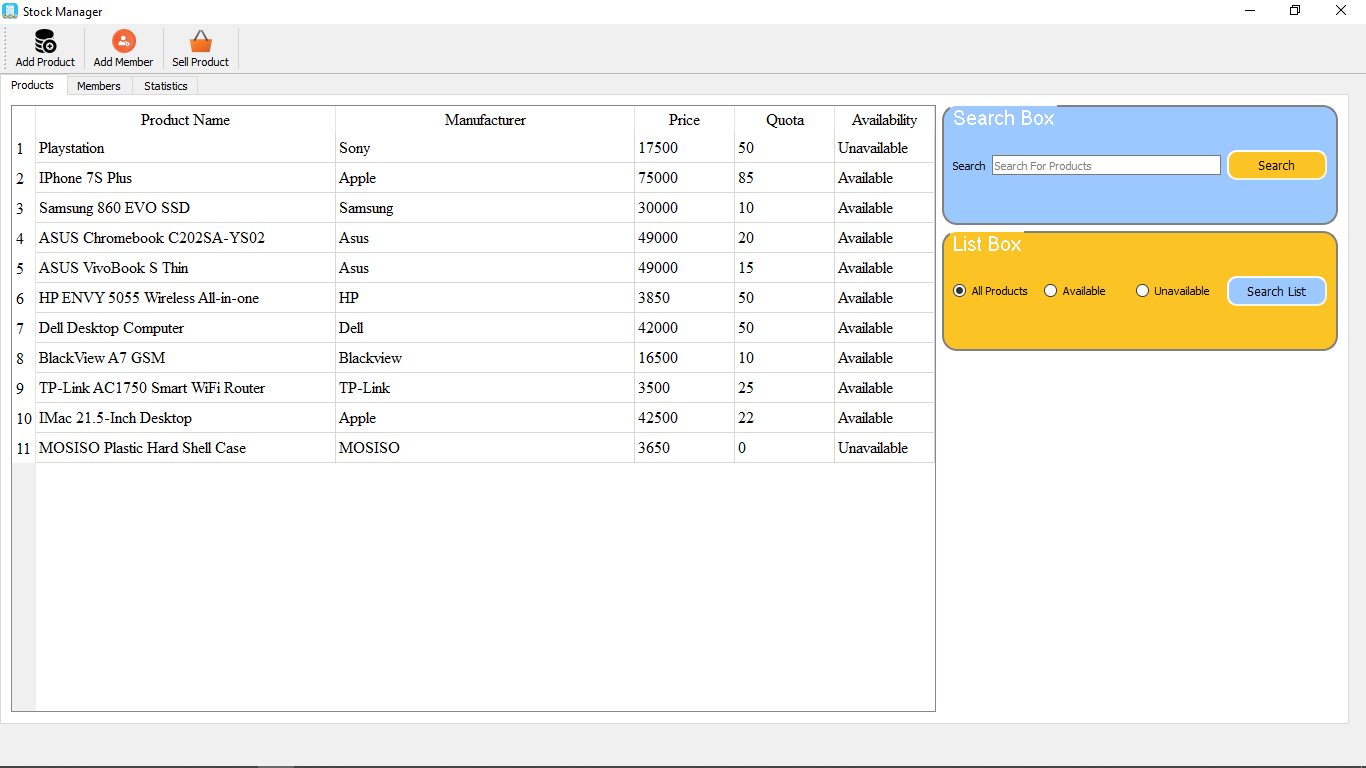 Stock Manager
Add Product Add Member Sell Product
Products Members Statistics
Product Name Manufacturer Price Quota Availability
1 Playstation Sony 17500 50 Unavailable
2 IPhone 7S Plus Apple 75000 85 Available
3 Samsung 860 EVO SSD Samsung 30000 10 Available
4 ASUS Chromebook C202SA-YS02 Asus 49000 20 Available
5 ASUS VivoBook S Thin Asus 49000 15 Available
6 HP ENVY 5055 Wireless All-in-one HP 3850 50 Available
7 Dell Desktop Computer Dell 42000 50 Available
8 BlackView A7 GSM Blackview 16500 10 Available
9 TP-Link AC1750 Smart WiFi Router TP-Link 3500 25 Available
10 IMac 21.5-Inch Desktop Apple 42500 22 Available
11 MOSISO Plastic Hard Shell Case MOSISO 3650 0 Unavailable
Search Box
Search Search For Products Search
List Box
All Products Available Unavailable Search List